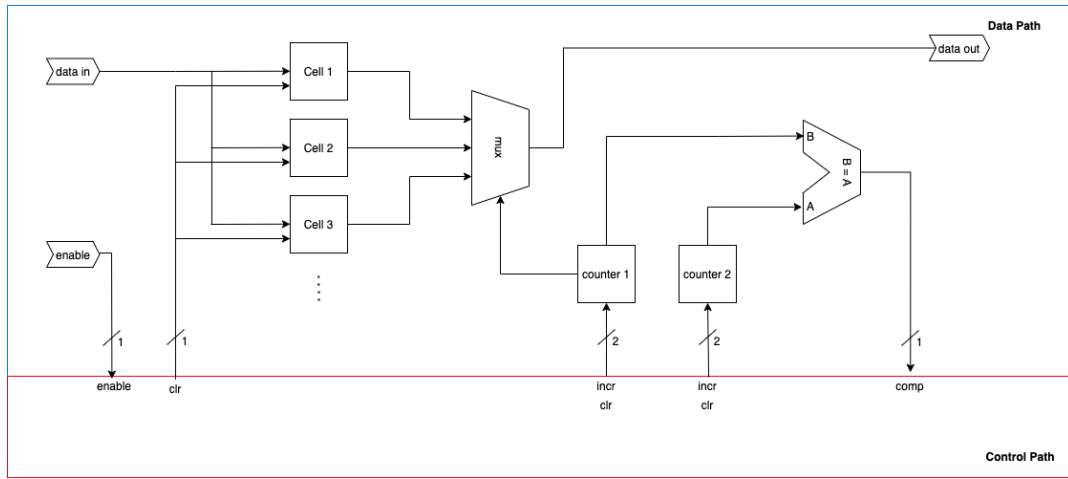 Data Path
data in
Cell 1
data out
mux
B
B = A
Cell 2
A
Cell 3
enable
counter 1
counter 2
1
1
2
2
1
enable
clr
incr
clr
incr
clr
comp
Control Path